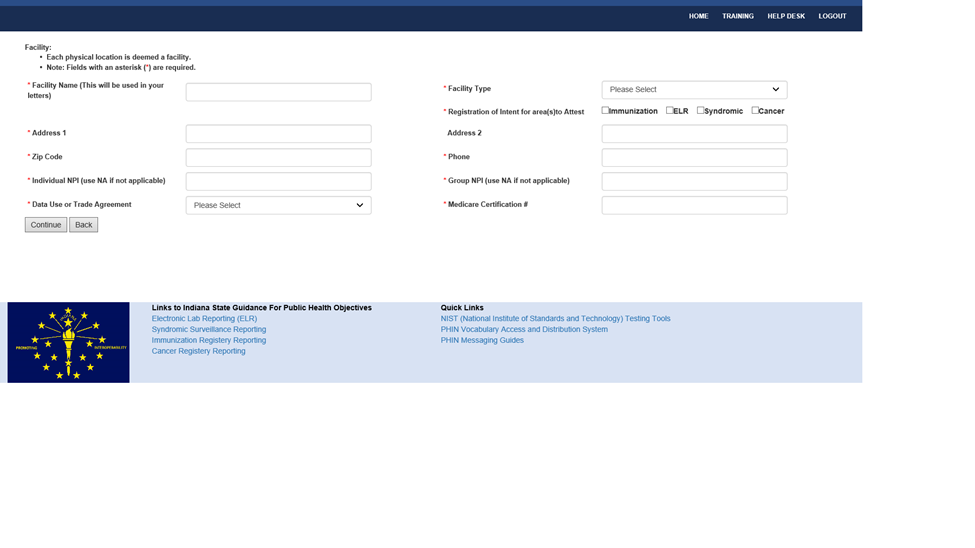 HOME TRAINING HELP DESK LOGOUT
Facility:
• Each physical location is deemed a facility.
• Note: Fields with an asterisk (*) are required.
* Facility Name (This will be used in your
letters)
* Facility Type
Please Select
* Registration of Intent for area(s)to Attest
Immunization ELR Syndromic Cancer
* Address 1
Address 2
* Zip Code
* Phone
* Individual NPI (use NA if not applicable)
* Group NPI (use NA if not applicable)
* Data Use or Trade Agreement
Please Select
* Medicare Certification #
Continue Back
INDIANA
PROMOTING INTEROPERABILITY
Links to Indiana State Guidance For Public Health Objectives
Electronic Lab Reporting (ELR)
Syndromic Surveillance Reporting
Immunization Registery Reporting
Cancer Registery Reporting
Quick Links
NIST (National Institute of Standards and Technology) Testing Tools
PHIN Vocabulary Access and Distribution System
PHIN Messaging Guides